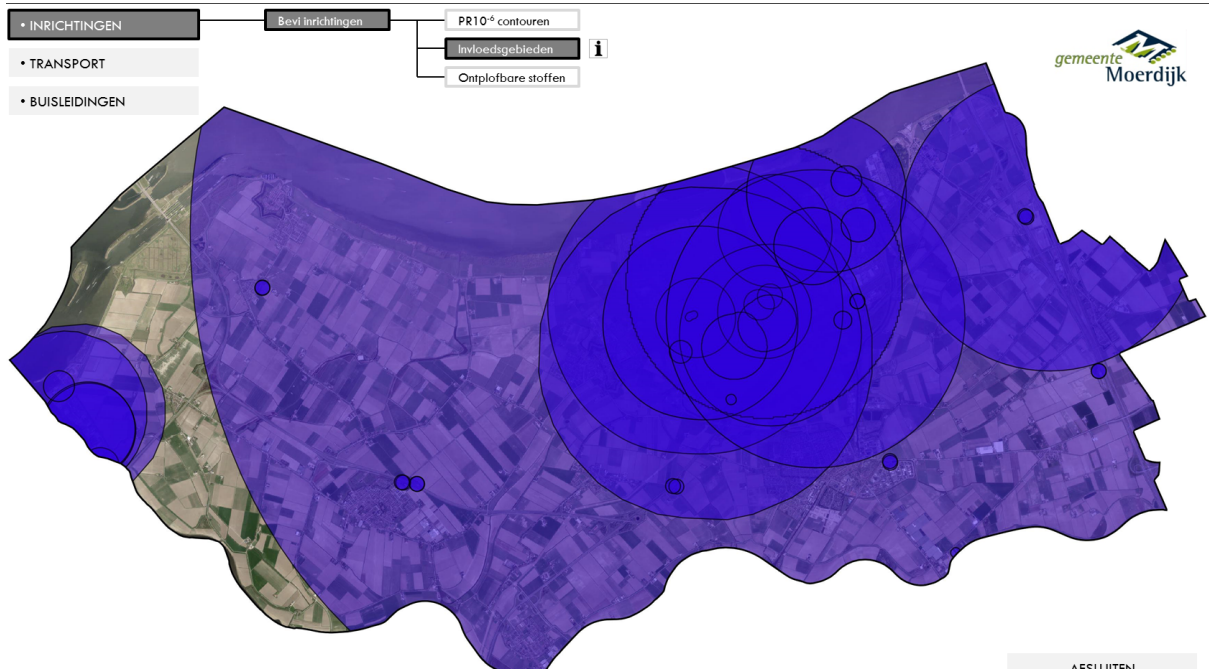 • INRICHTINGEN
Bevi inrichtingen
PR10⁻⁶ contouren
Invloedsgebieden
i
Ontplofbare stoffen
• TRANSPORT
• BUISLEIDINGEN
gemeente
Moerdijk
AFSLUITEN